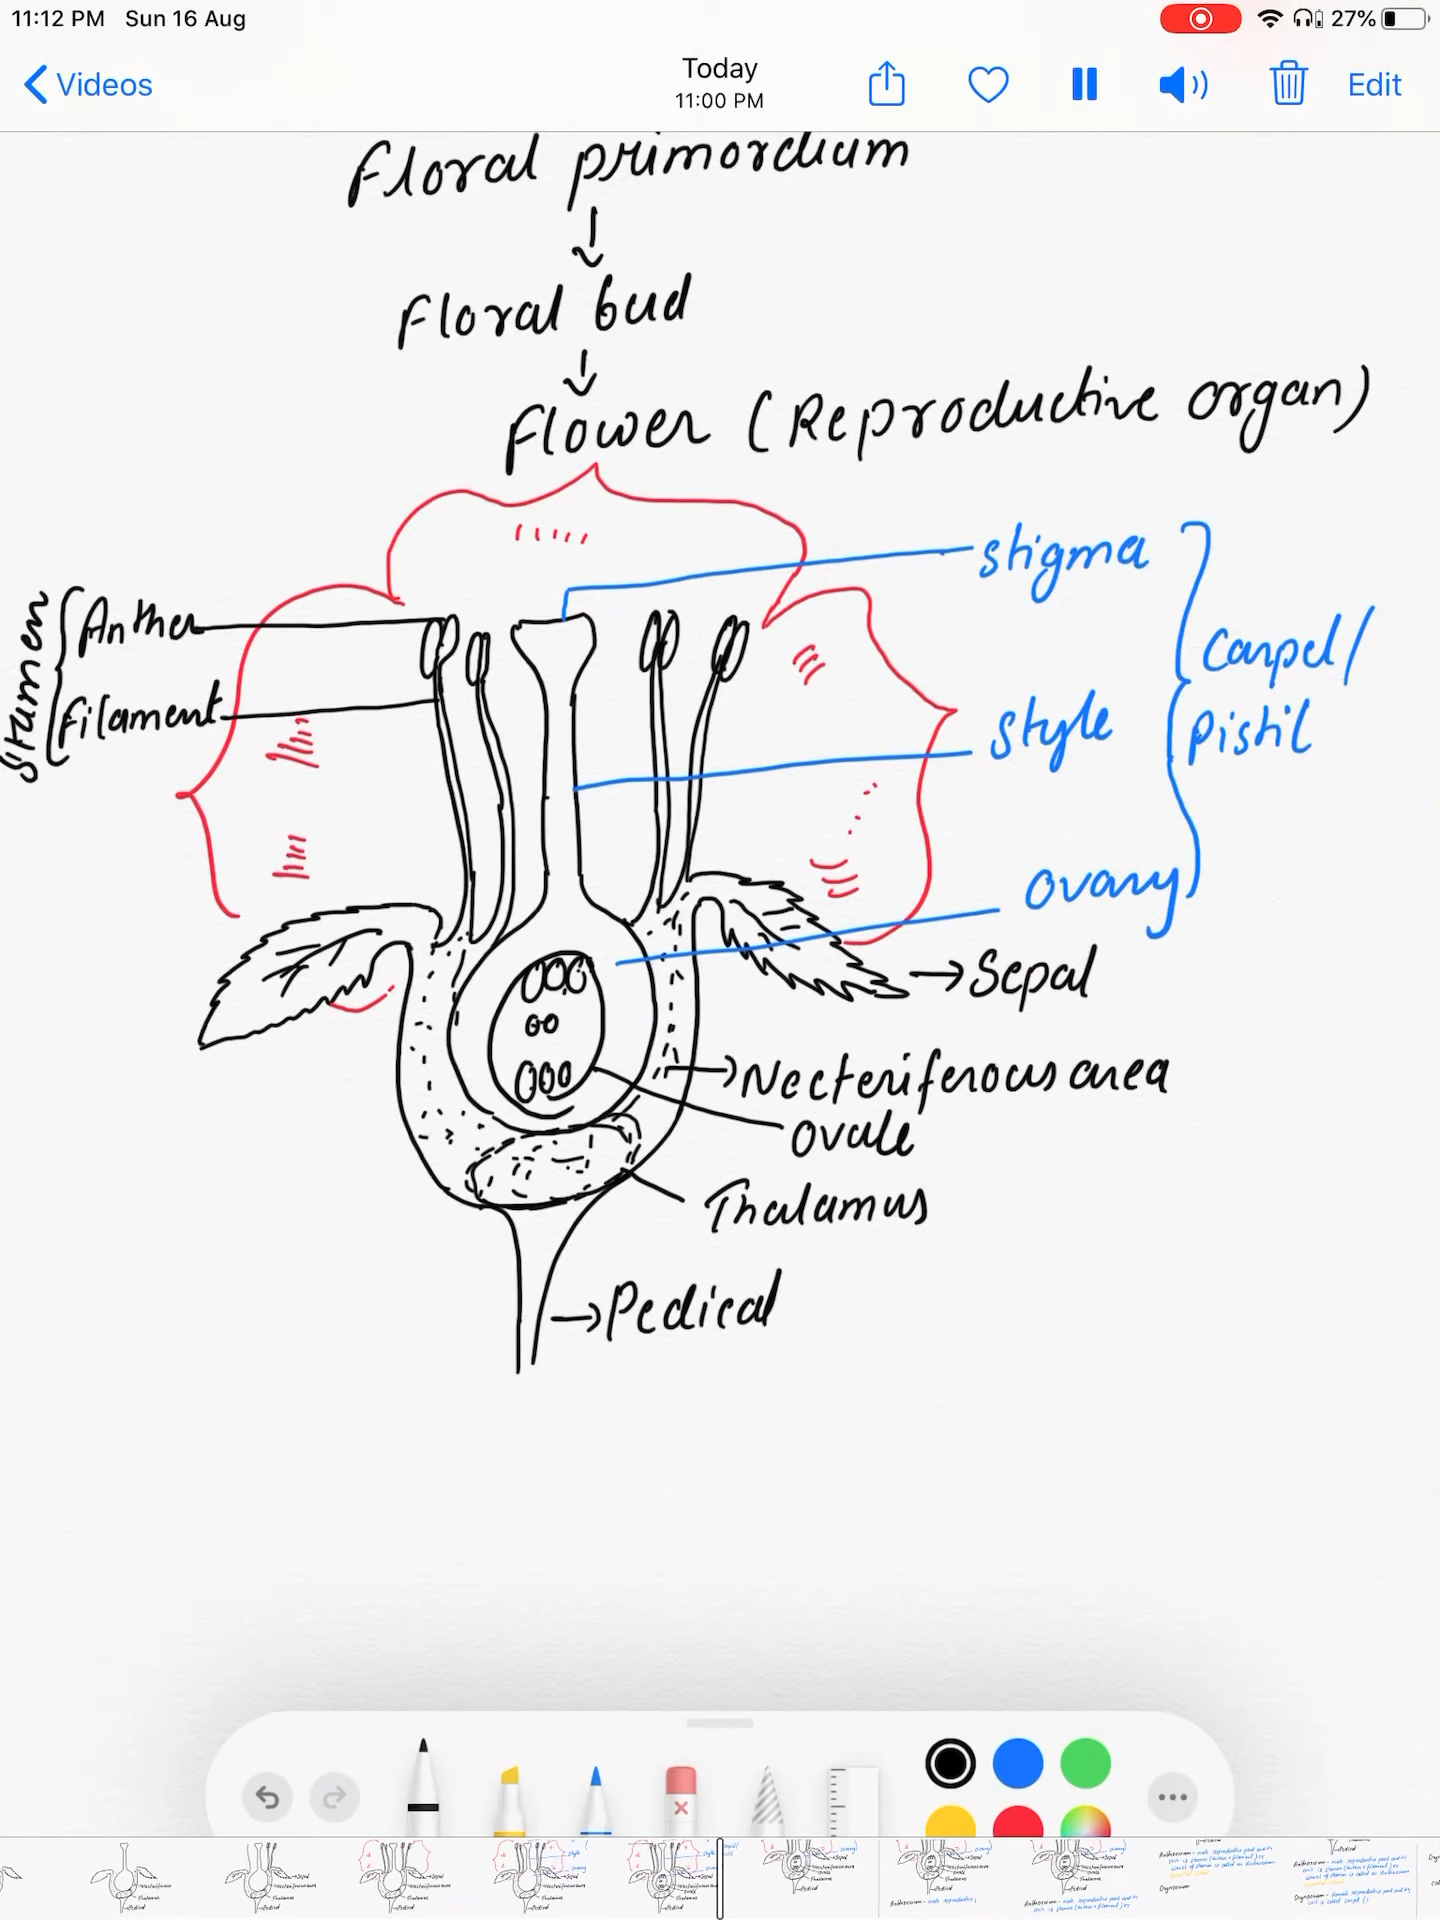 11:12 PM Sun 16 Aug
27%
Videos
Today
11:00 PM
Edit
Floral primordium
Floral bud
Flower (Reproductive organ)
stigma
Stamen
Anther
Filament
Carpel/
Pistil
style
ovary
Sepal
Necteriferous area
ovule
Thalamus
Pedical